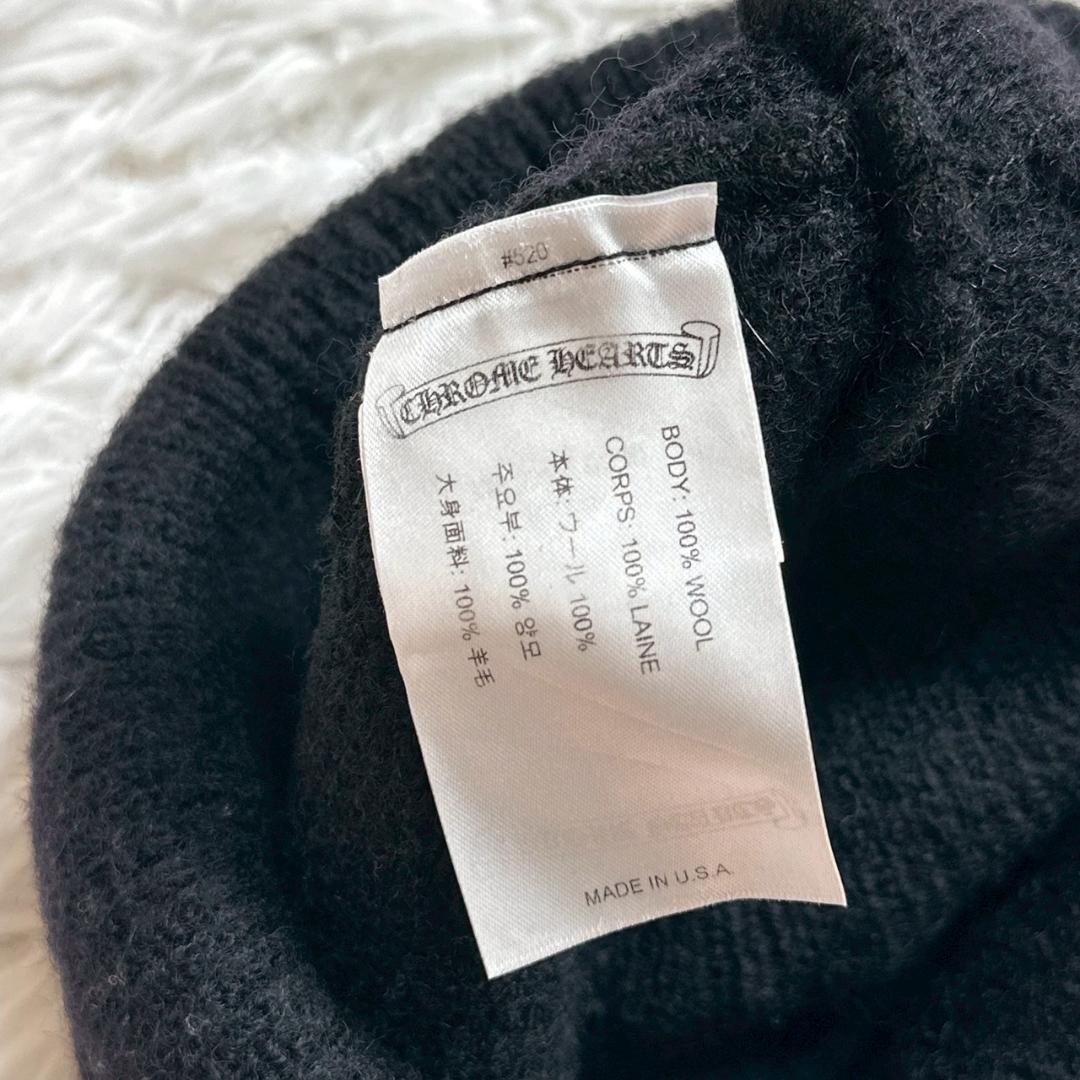 #520
CHROME HEARTS
BODY: 100% WOOL
CORPS: 100% LAINE
本体: ウール 100%
주요부: 100% 양모
大身面料: 100% 羊毛
MADE IN U.S.A.